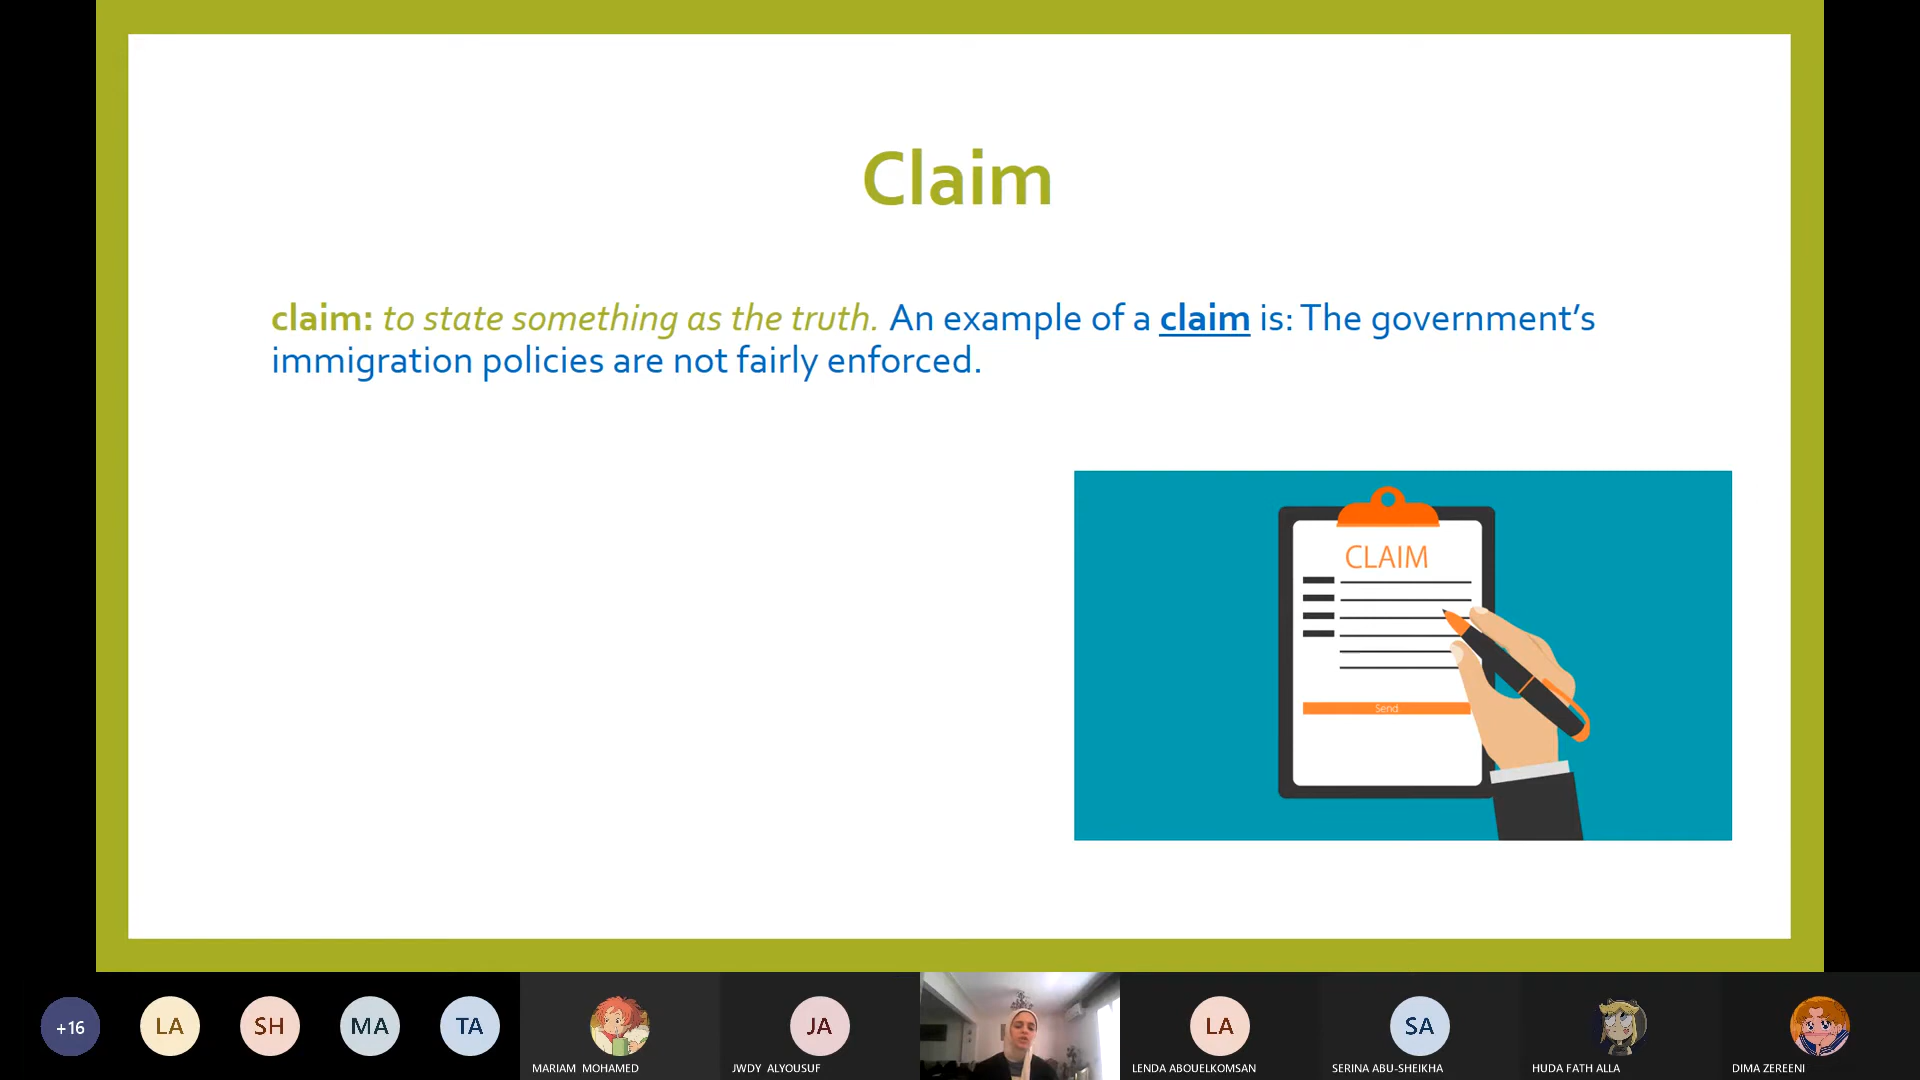 Claim
claim: to state something as the truth. An example of a claim is: The government’s
immigration policies are not fairly enforced.
CLAIM
Send
+16
LA
SH
MA
TA
MARIAM MOHAMED
JA
JWDY ALYOUSUF
LA
LENDA ABOUELKOMSAN
SA
SERINA ABU-SHEIKHA
HUDA FATH ALLA
DIMA ZEREENI